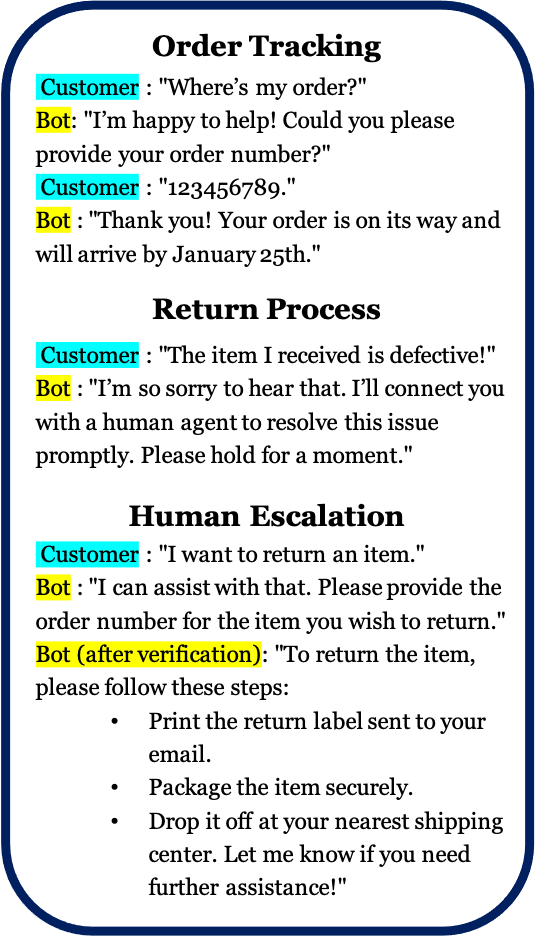 Order Tracking
Customer : "Where’s my order?"
Bot: "I’m happy to help! Could you please
provide your order number?"
Customer : "123456789."
Bot : "Thank you! Your order is on its way and
will arrive by January 25th."
Return Process
Customer : "The item I received is defective!"
Bot : "I’m so sorry to hear that. I’ll connect you
with a human agent to resolve this issue
promptly. Please hold for a moment."
Human Escalation
Customer : "I want to return an item."
Bot : "I can assist with that. Please provide the
order number for the item you wish to return."
Bot (after verification): "To return the item,
please follow these steps:
• Print the return label sent to your
email.
• Package the item securely.
• Drop it off at your nearest shipping
center. Let me know if you need
further assistance!"